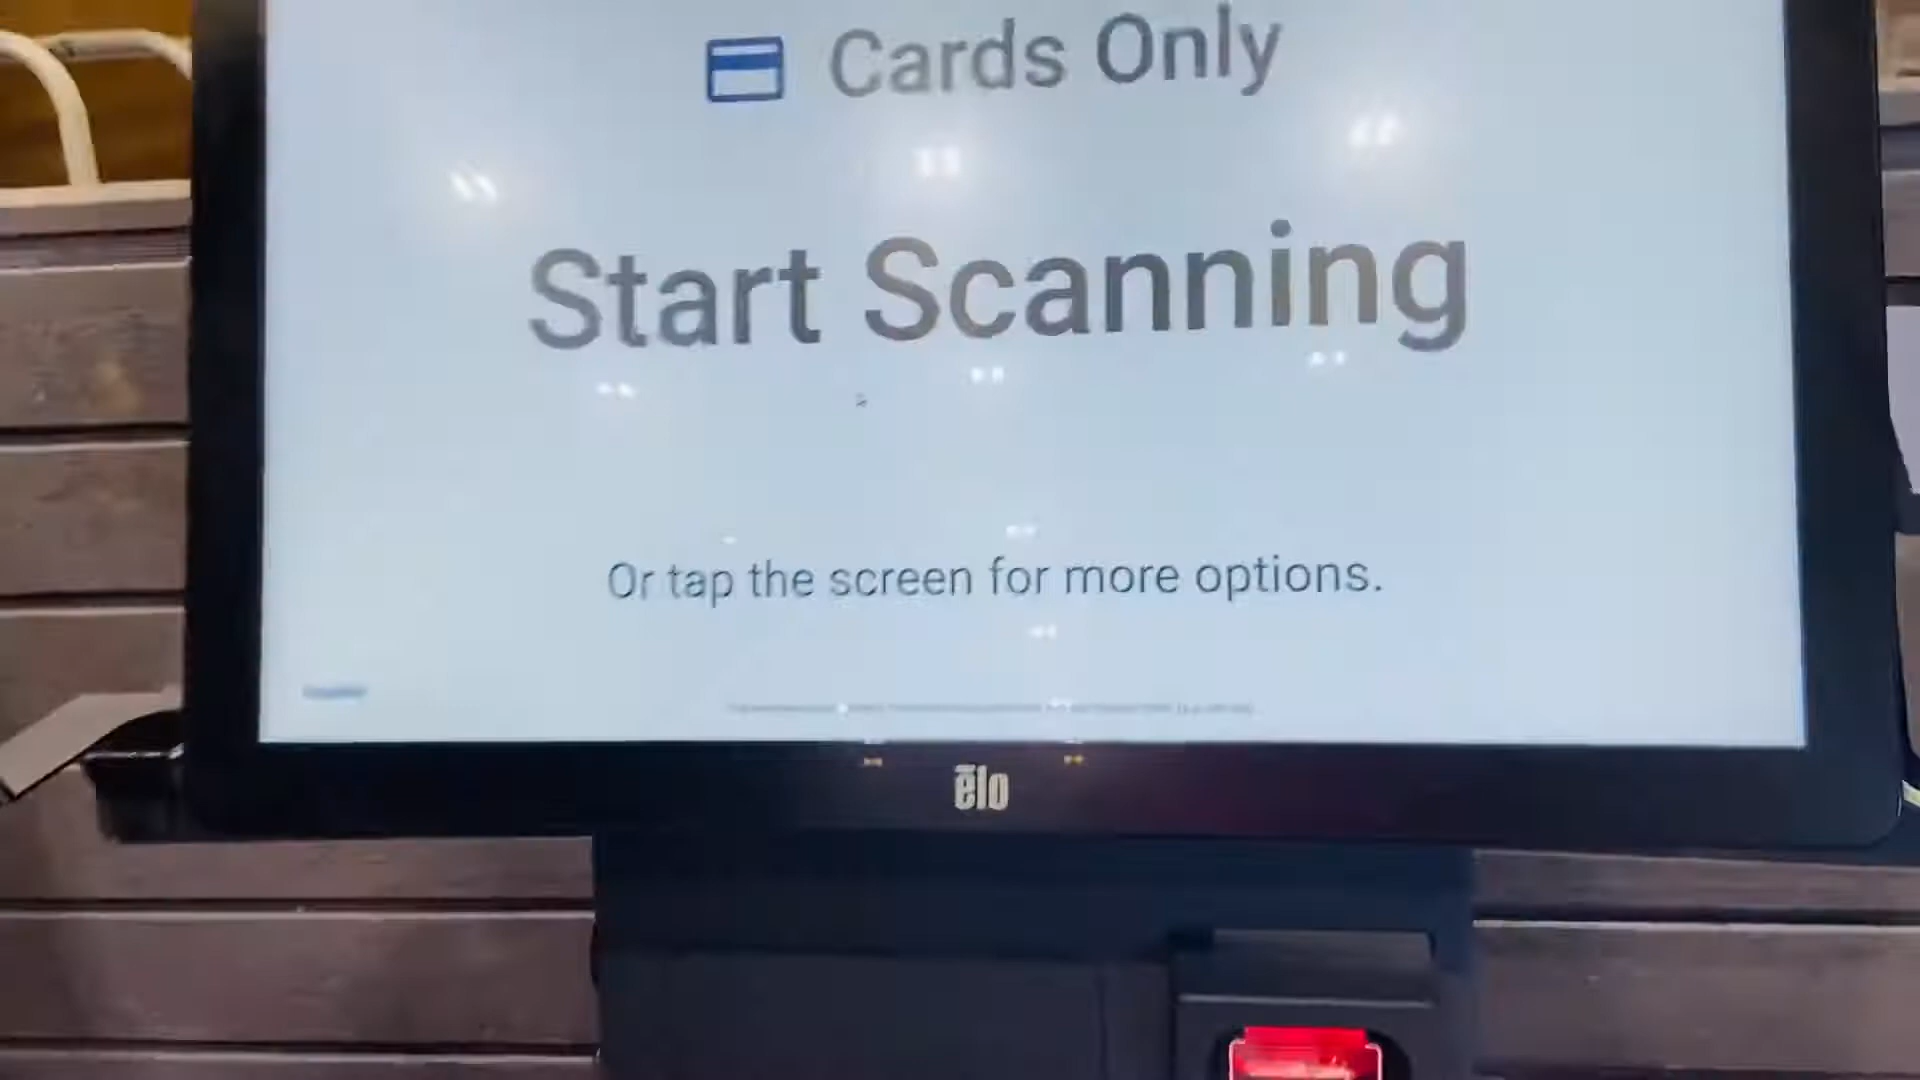 Cards Only
Start Scanning
Or tap the screen for more options.
ēlo